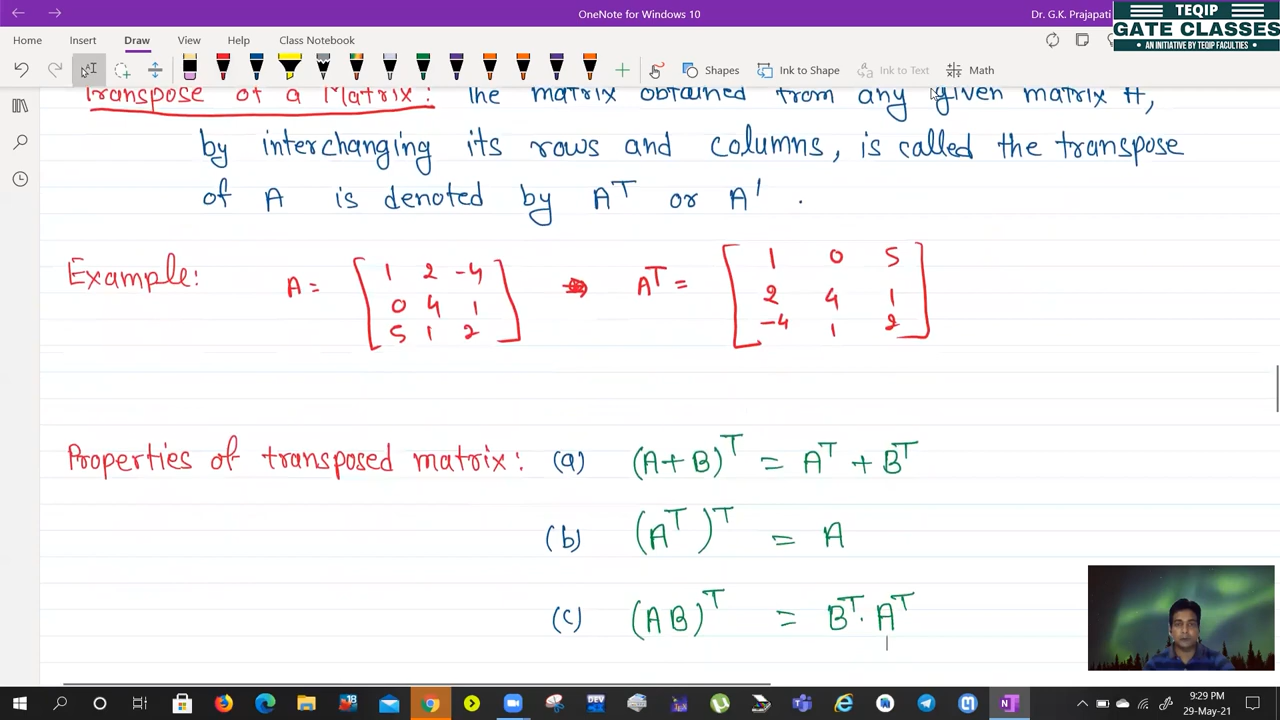 OneNote for Windows 10
Dr. G.K. Prajapati
TEQIP
GATE CLASSES
AN INITIATIVE BY TEQIP FACULTIES
Home Insert Draw View Help Class Notebook
Shapes Ink to Shape Ink to Text Math
Transpose of a Matrix: The matrix obtained from any given matrix A,
by interchanging its rows and columns, is called the transpose
of A is denoted by Aᵀ or A'.
Example: A = [1 2 -4 Aᵀ = [1 0 5
0 4 1 2 4 1
5 1 2] -4 1 2]
Properties of transposed matrix: (a) (A+B)ᵀ = Aᵀ + Bᵀ
(b) (Aᵀ)ᵀ = A
(c) (AB)ᵀ = Bᵀ. Aᵀ
9:29 PM
29-May-21